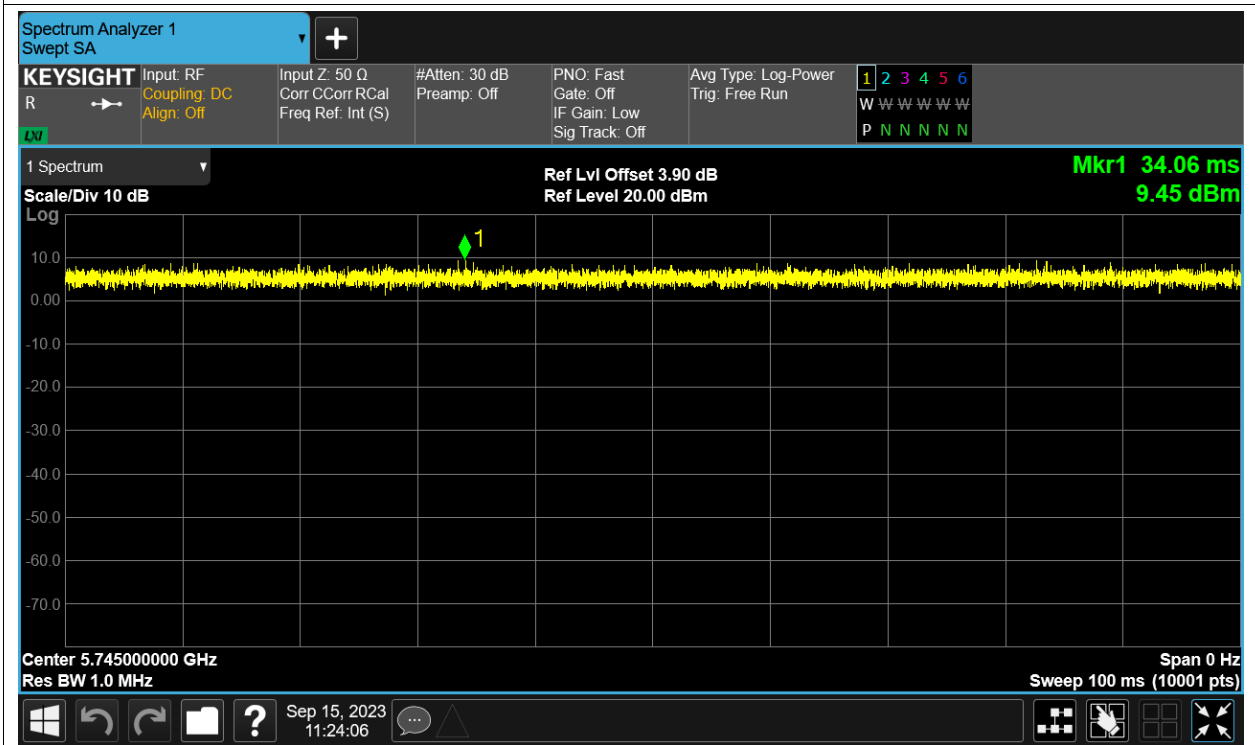 Spectrum Analyzer 1
Swept SA
KEYSIGHT
R
LXI
Input: RF
Coupling: DC
Align: Off
Input Z: 50 Ω
Corr CCorr RCal
Freq Ref: Int (S)
#Atten: 30 dB
Preamp: Off
PNO: Fast
Gate: Off
IF Gain: Low
Sig Track: Off
Avg Type: Log-Power
Trig: Free Run
1 2 3 4 5 6
W W W W W W
P N N N N N
1 Spectrum
Scale/Div 10 dB
Log
Ref Lvl Offset 3.90 dB
Ref Level 20.00 dBm
Mkr1 34.06 ms
9.45 dBm
1
10.0
0.00
-10.0
-20.0
-30.0
-40.0
-50.0
-60.0
-70.0
Center 5.745000000 GHz
Res BW 1.0 MHz
Span 0 Hz
Sweep 100 ms (10001 pts)
?
Sep 15, 2023
11:24:06